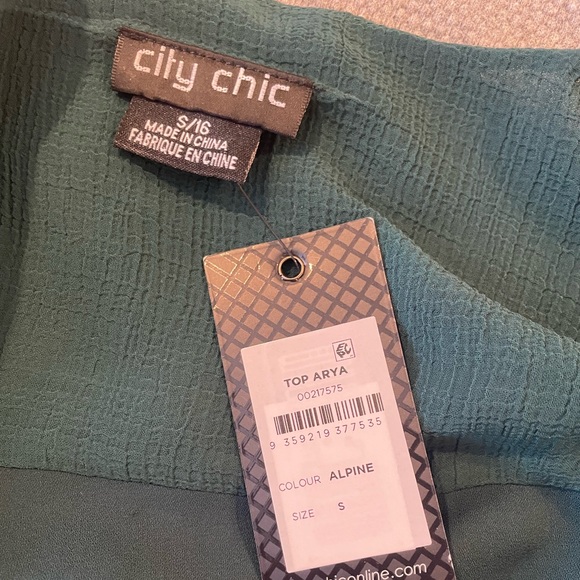 city chic
S/16
MADE IN CHINA
FABRIQUE EN CHINE
TOP ARYA
00217575
9 359219 377535
COLOUR ALPINE
SIZE S